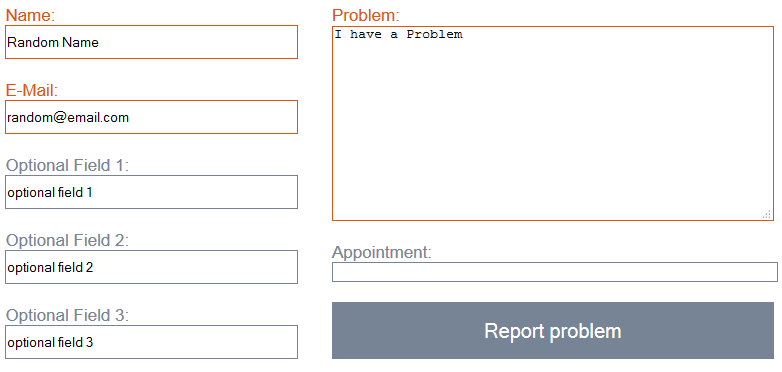 Name:
Random Name
E-Mail:
random@email.com
Optional Field 1:
optional field 1
Optional Field 2:
optional field 2
Optional Field 3:
optional field 3
Problem:
I have a Problem
Appointment:
Report problem